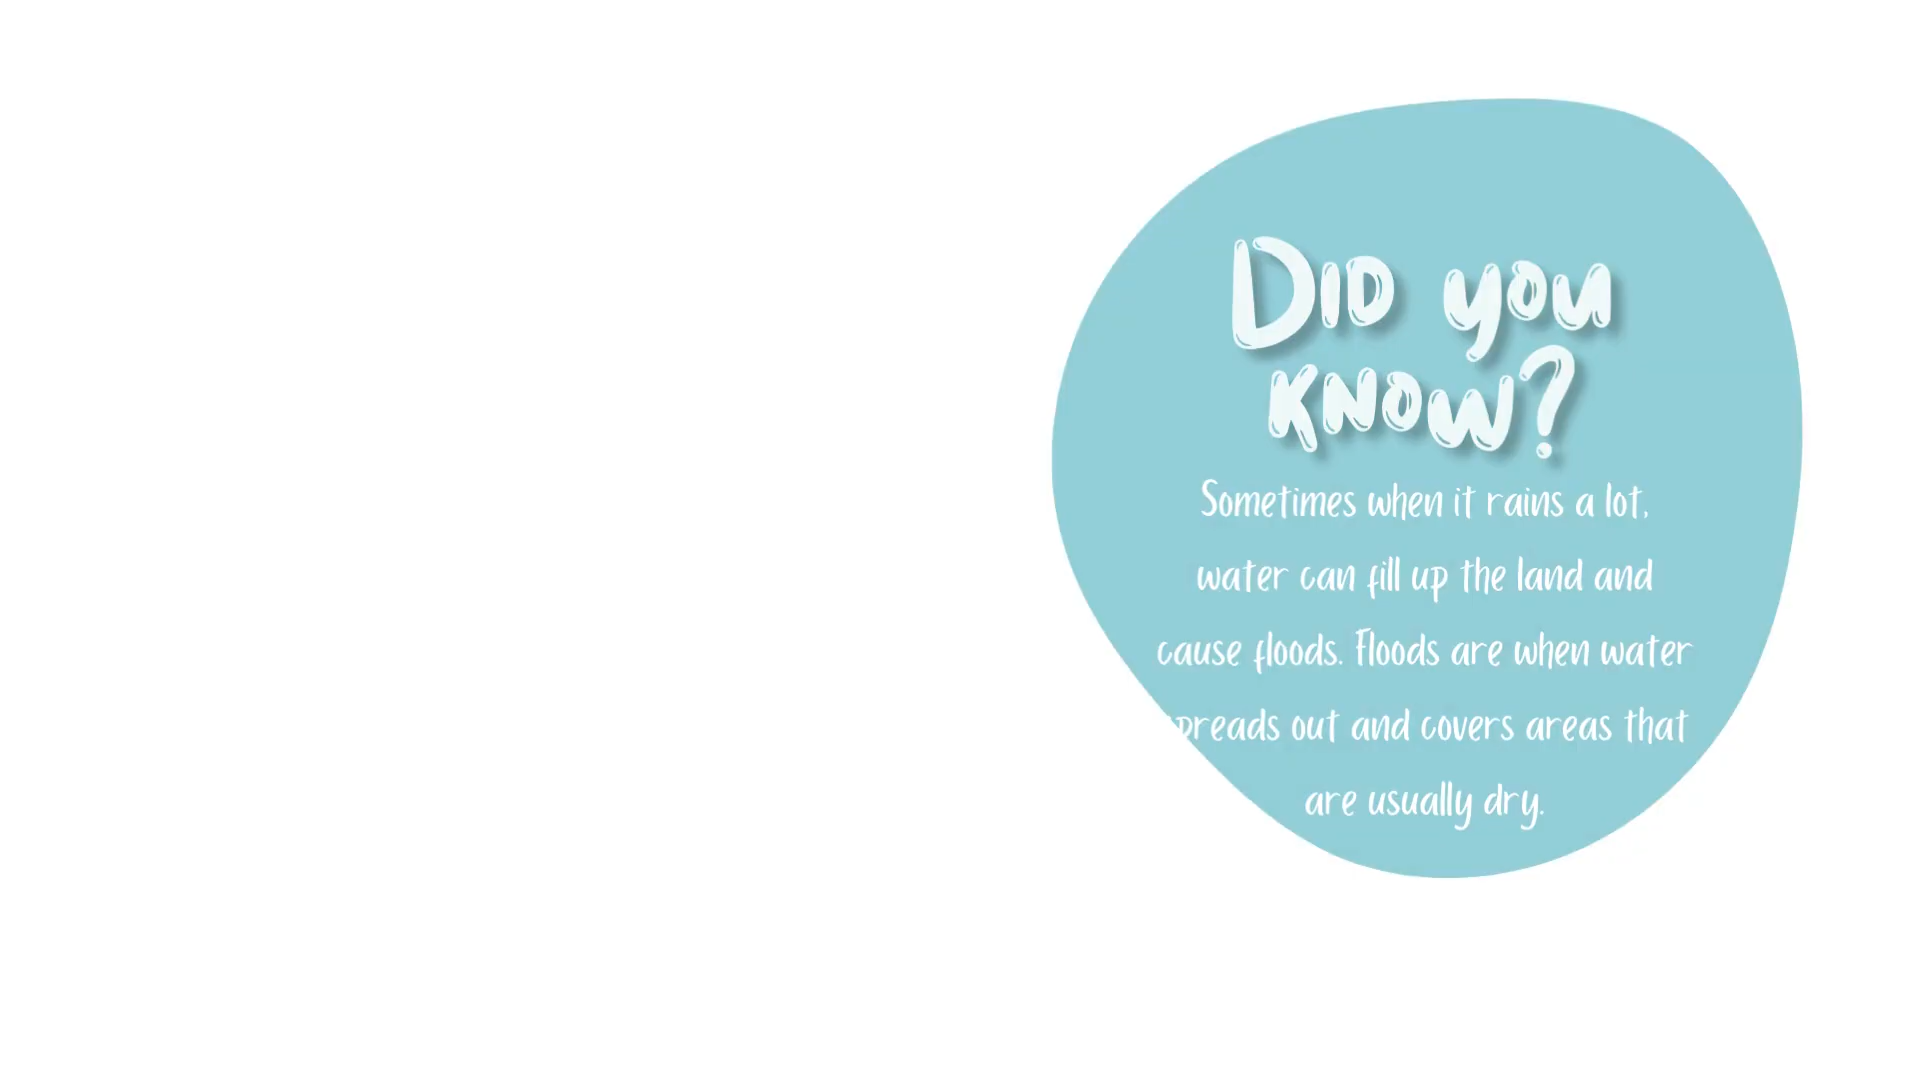 Did you
know?
Sometimes when it rains a lot,
water can fill up the land and
cause floods. Floods are when water
spreads out and covers areas that
are usually dry.